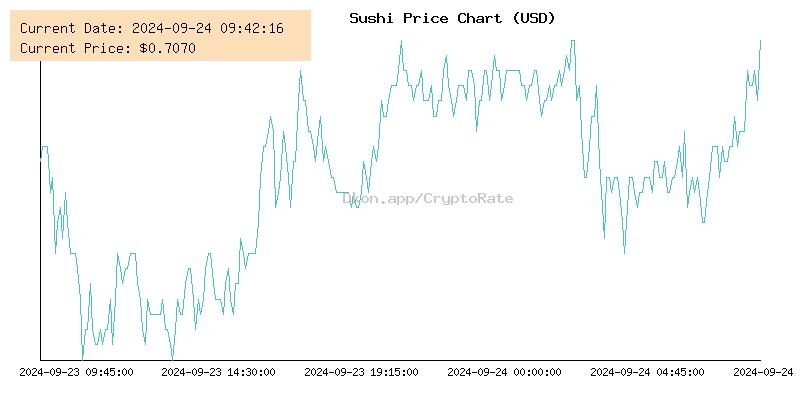 Sushi Price Chart (USD)
Current Date: 2024-09-24 09:42:16
Current Price: $0.7070
Dkon.app/CryptoRate
2024-09-23 09:45:00 2024-09-23 14:30:00 2024-09-23 19:15:00 2024-09-24 00:00:00 2024-09-24 04:45:00 2024-09-24